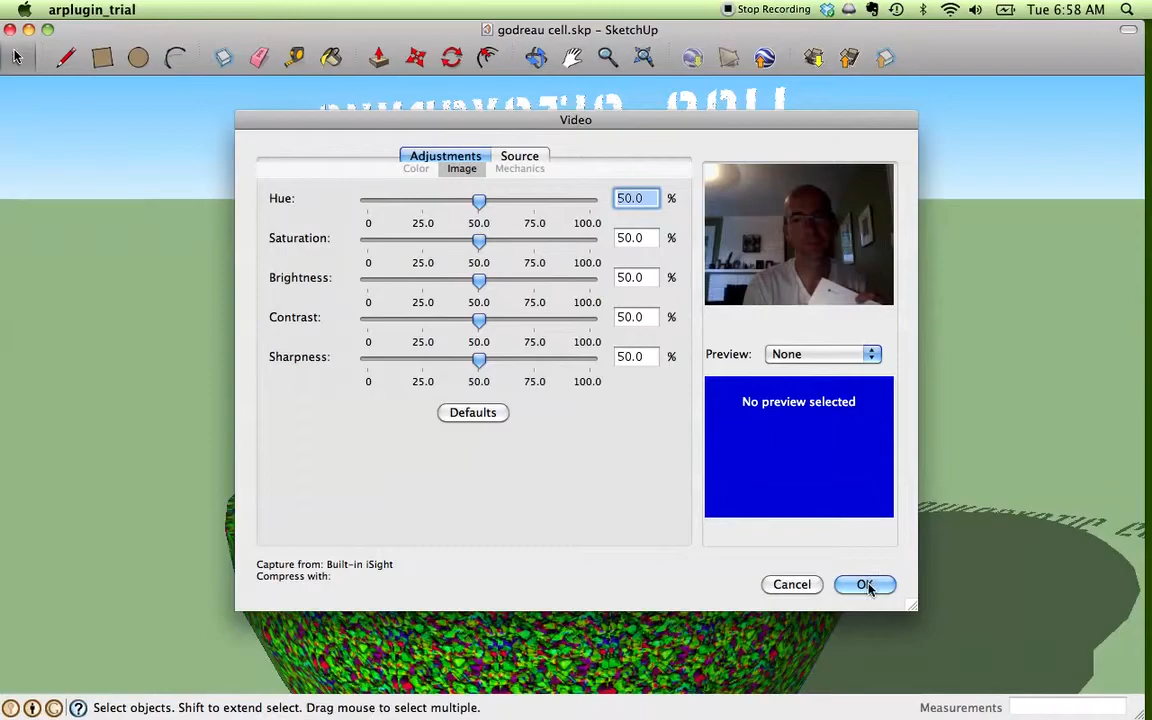 arplugin_trial
Stop Recording
Tue 6:58 AM
godreau cell.skp - SketchUp
Video
Adjustments
Source
Color
Image
Mechanics
Hue:
50.0
%
0 25.0 50.0 75.0 100.0
Saturation:
50.0
%
0 25.0 50.0 75.0 100.0
Brightness:
50.0
%
0 25.0 50.0 75.0 100.0
Contrast:
50.0
%
0 25.0 50.0 75.0 100.0
Sharpness:
50.0
%
0 25.0 50.0 75.0 100.0
Defaults
Preview:
None
No preview selected
Capture from: Built-in iSight
Compress with:
Cancel
OK
Select objects. Shift to extend select. Drag mouse to select multiple.
Measurements